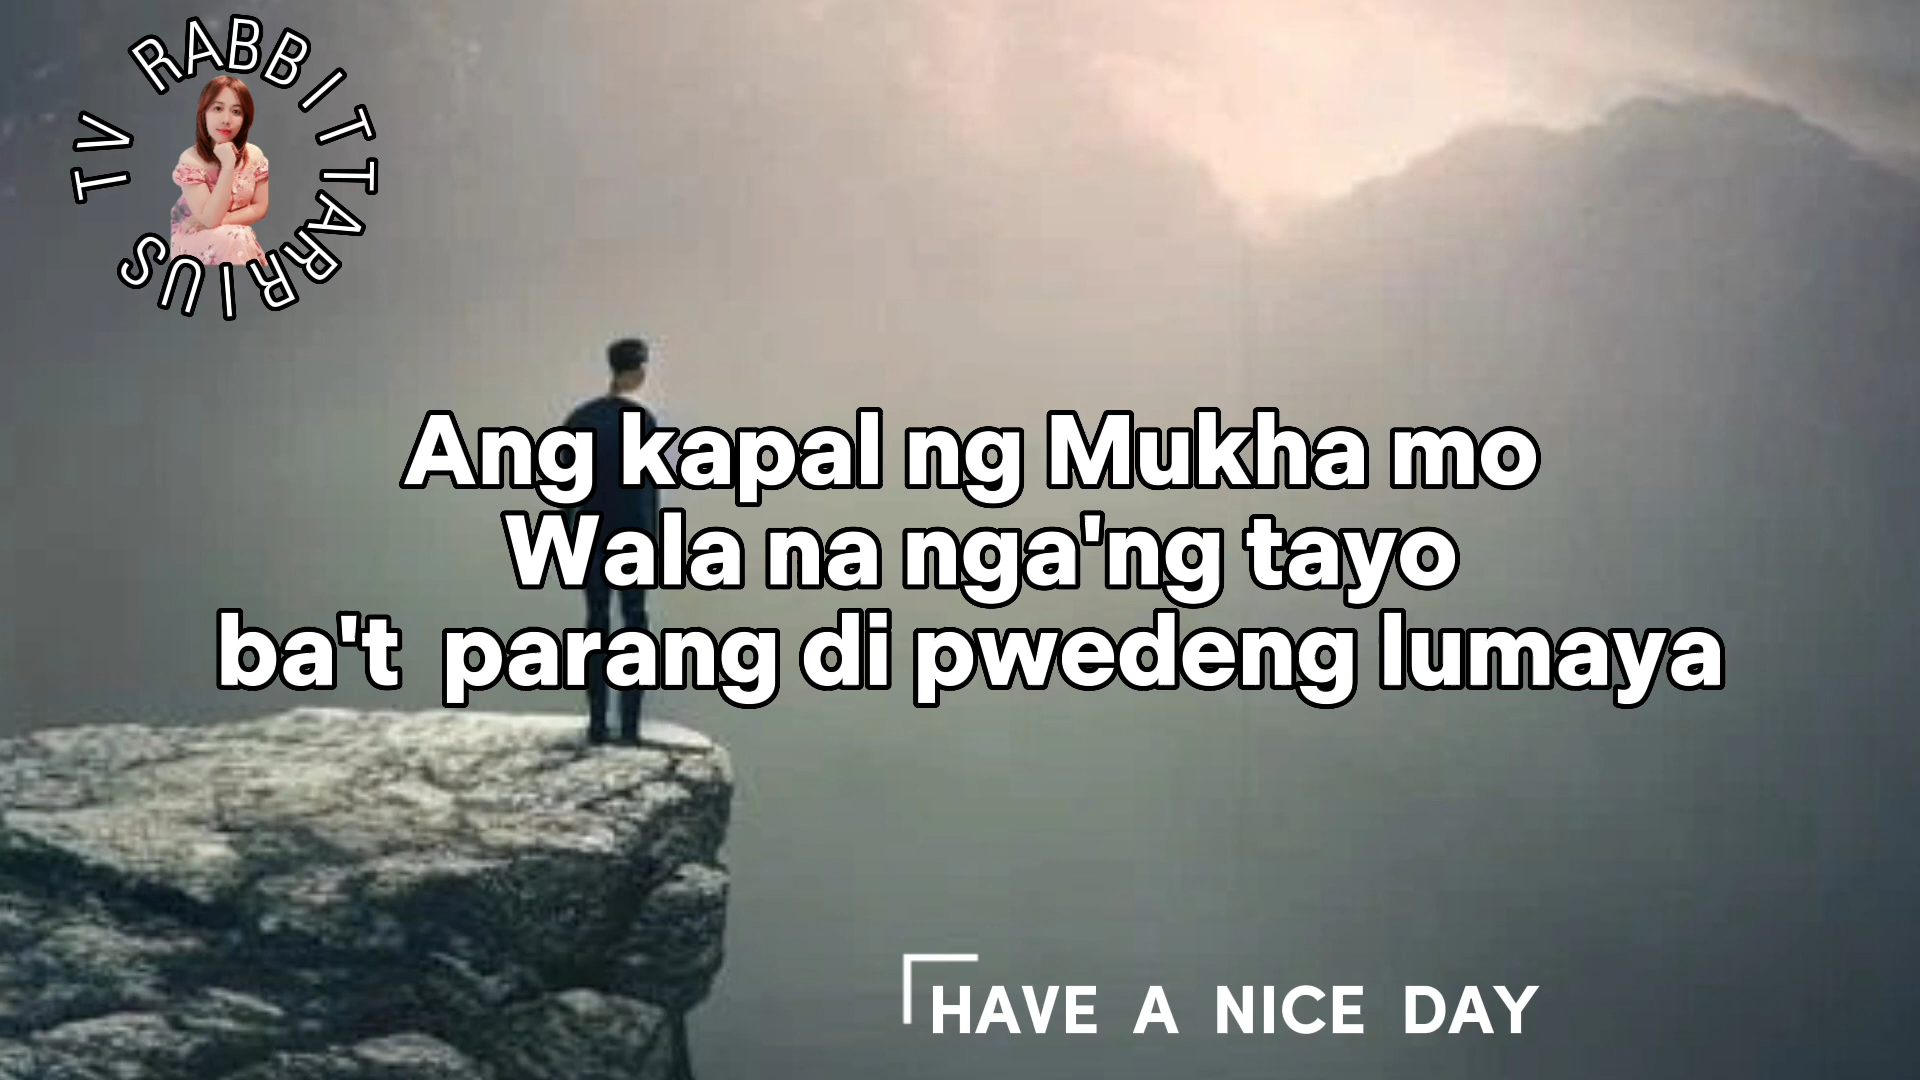 RABBITTARRIUS TV
Ang kapal ng Mukha mo
Wala na nga'ng tayo
ba't parang di pwedeng lumaya
HAVE A NICE DAY